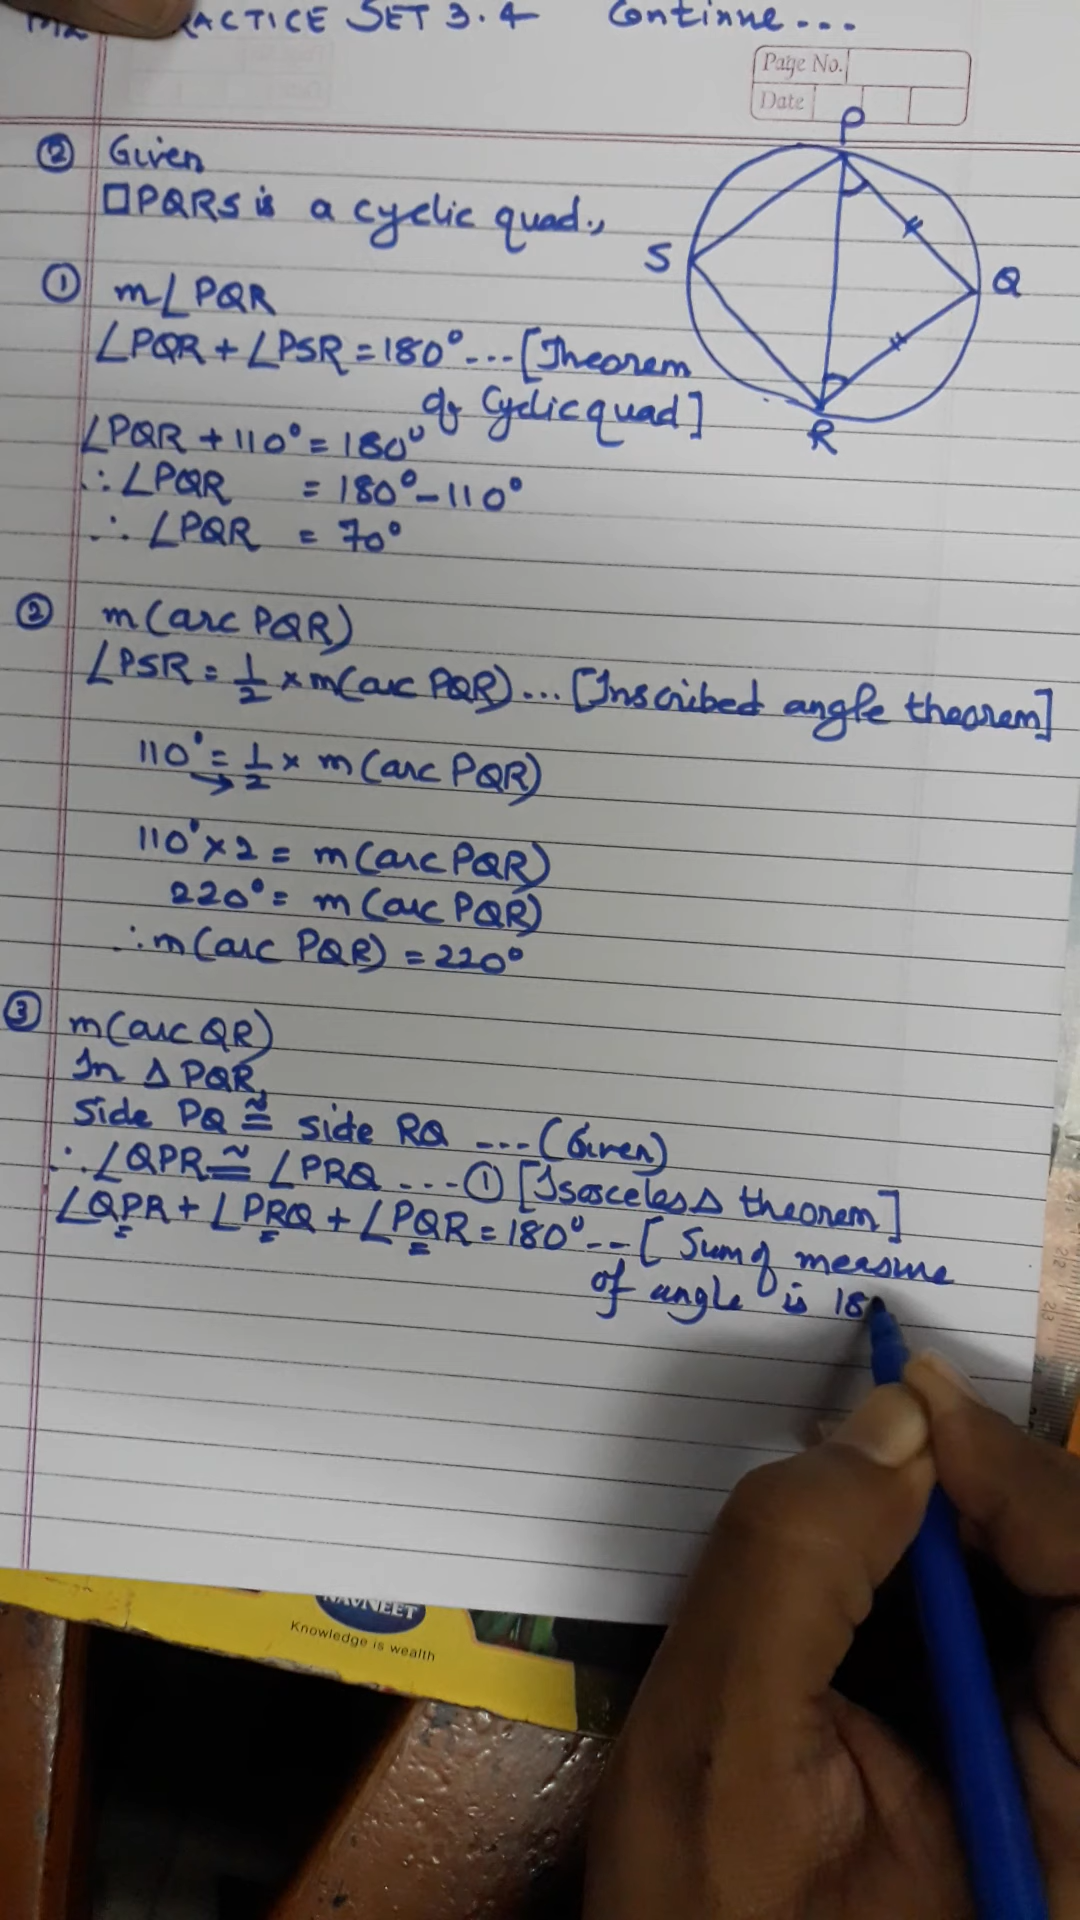 PRACTICE SET 3.4 Continue...
Page No.
Date
② Given
□PQRS is a cyclic quad.,
P
S
Q
R
① m∠PQR
∠PQR + ∠PSR = 180° ... [Theorem
of Cyclic quad]
∠PQR + 110° = 180°
∴ ∠PQR = 180° - 110°
∴ ∠PQR = 70°
② m(arc PQR)
∠PSR = 1/2 × m(arc PQR) ... [Inscribed angle theorem]
110° = 1/2 × m(arc PQR)
110° × 2 = m(arc PQR)
220° = m(arc PQR)
∴ m(arc PQR) = 220°
③ m(arc QR)
In △ PQR,
Side PQ ≅ side RQ ... (Given)
∴ ∠QPR ≅ ∠PRQ ... ① [Isosceles △ theorem]
∠QPR + ∠PRQ + ∠PQR = 180° ... [Sum of measure
of angle is 18
NAVNEET
Knowledge is wealth